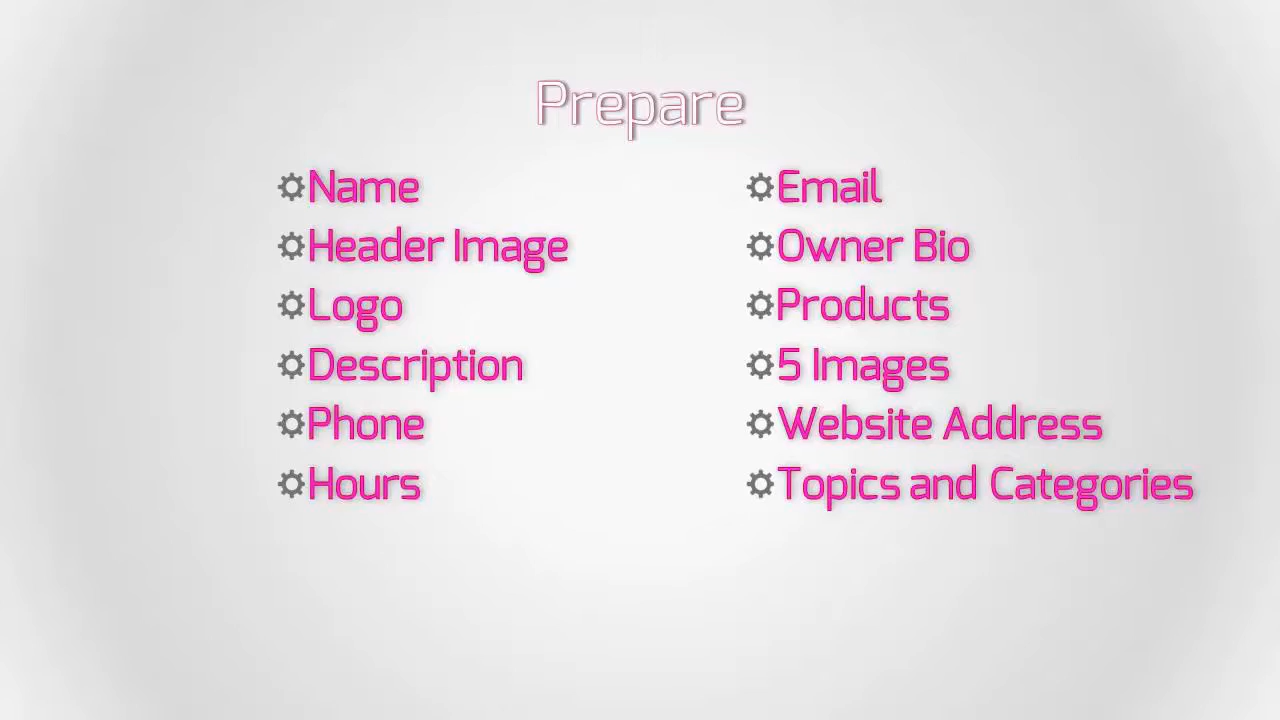 Prepare
Name
Header Image
Logo
Description
Phone
Hours
Email
Owner Bio
Products
5 Images
Website Address
Topics and Categories